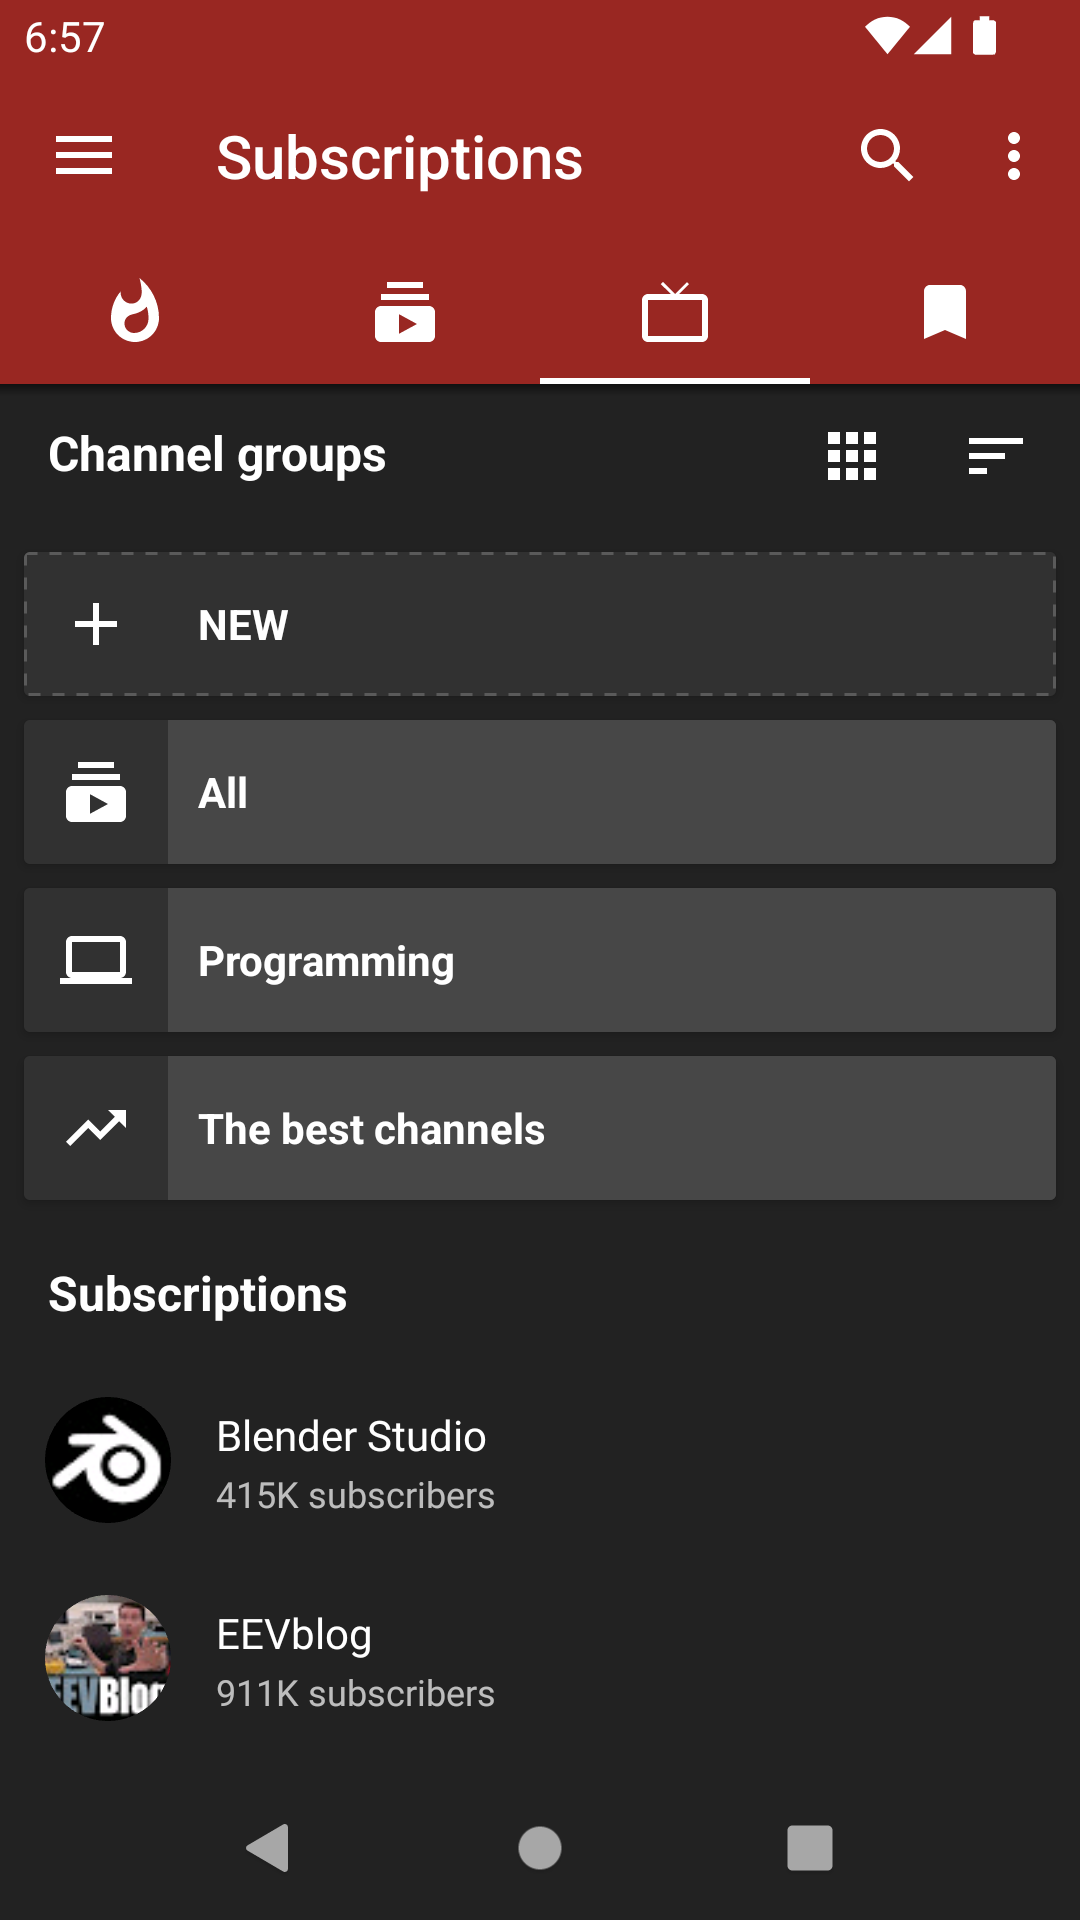 6:57
Subscriptions
Channel groups
NEW
All
Programming
The best channels
Subscriptions
Blender Studio
415K subscribers
EEVblog
911K subscribers
EEVBlog